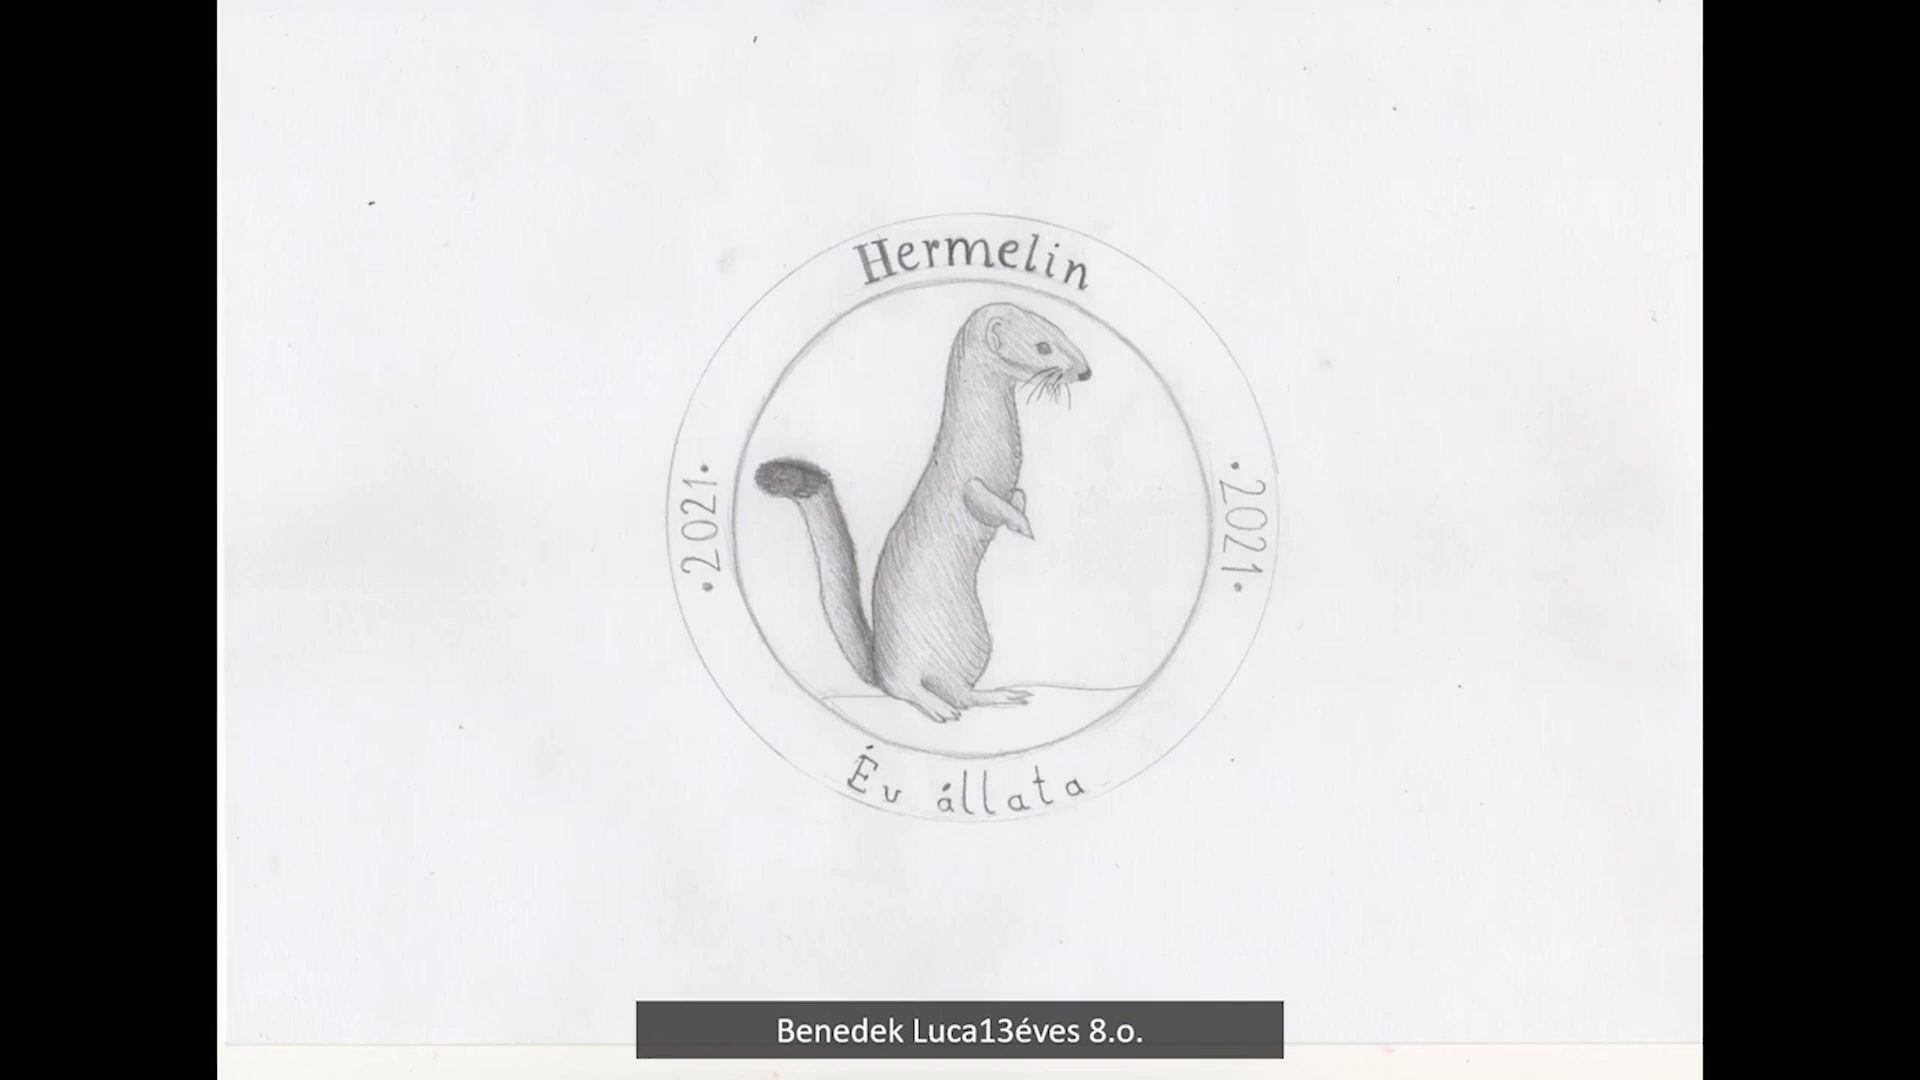 Hermelin
·2021·
·2021·
Év állata
Benedek Luca13éves 8.o.